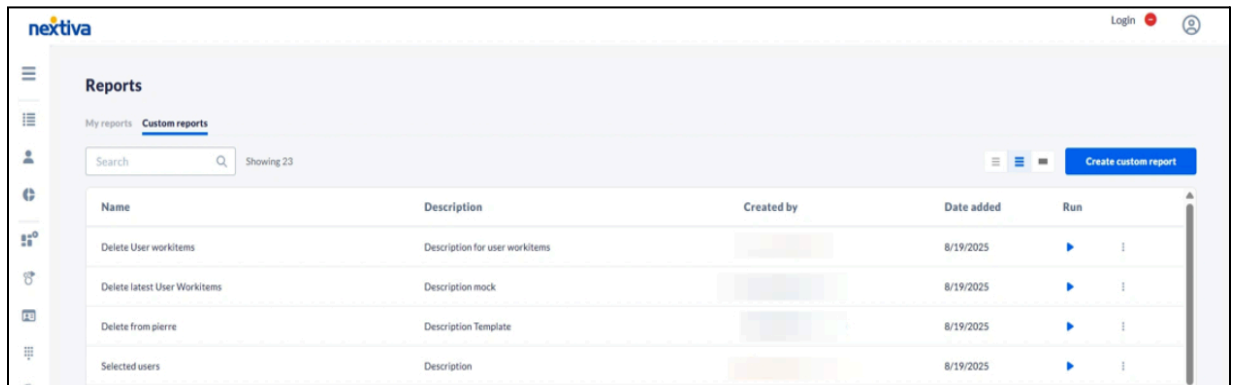 nextiva
Login
Reports
My reports Custom reports
Search Showing 23 Create custom report
Name Description Created by Date added Run
Delete User workitems Description for user workitems 8/19/2025
Delete latest User Workitems Description mock 8/19/2025
Delete from pierre Description Template 8/19/2025
Selected users Description 8/19/2025